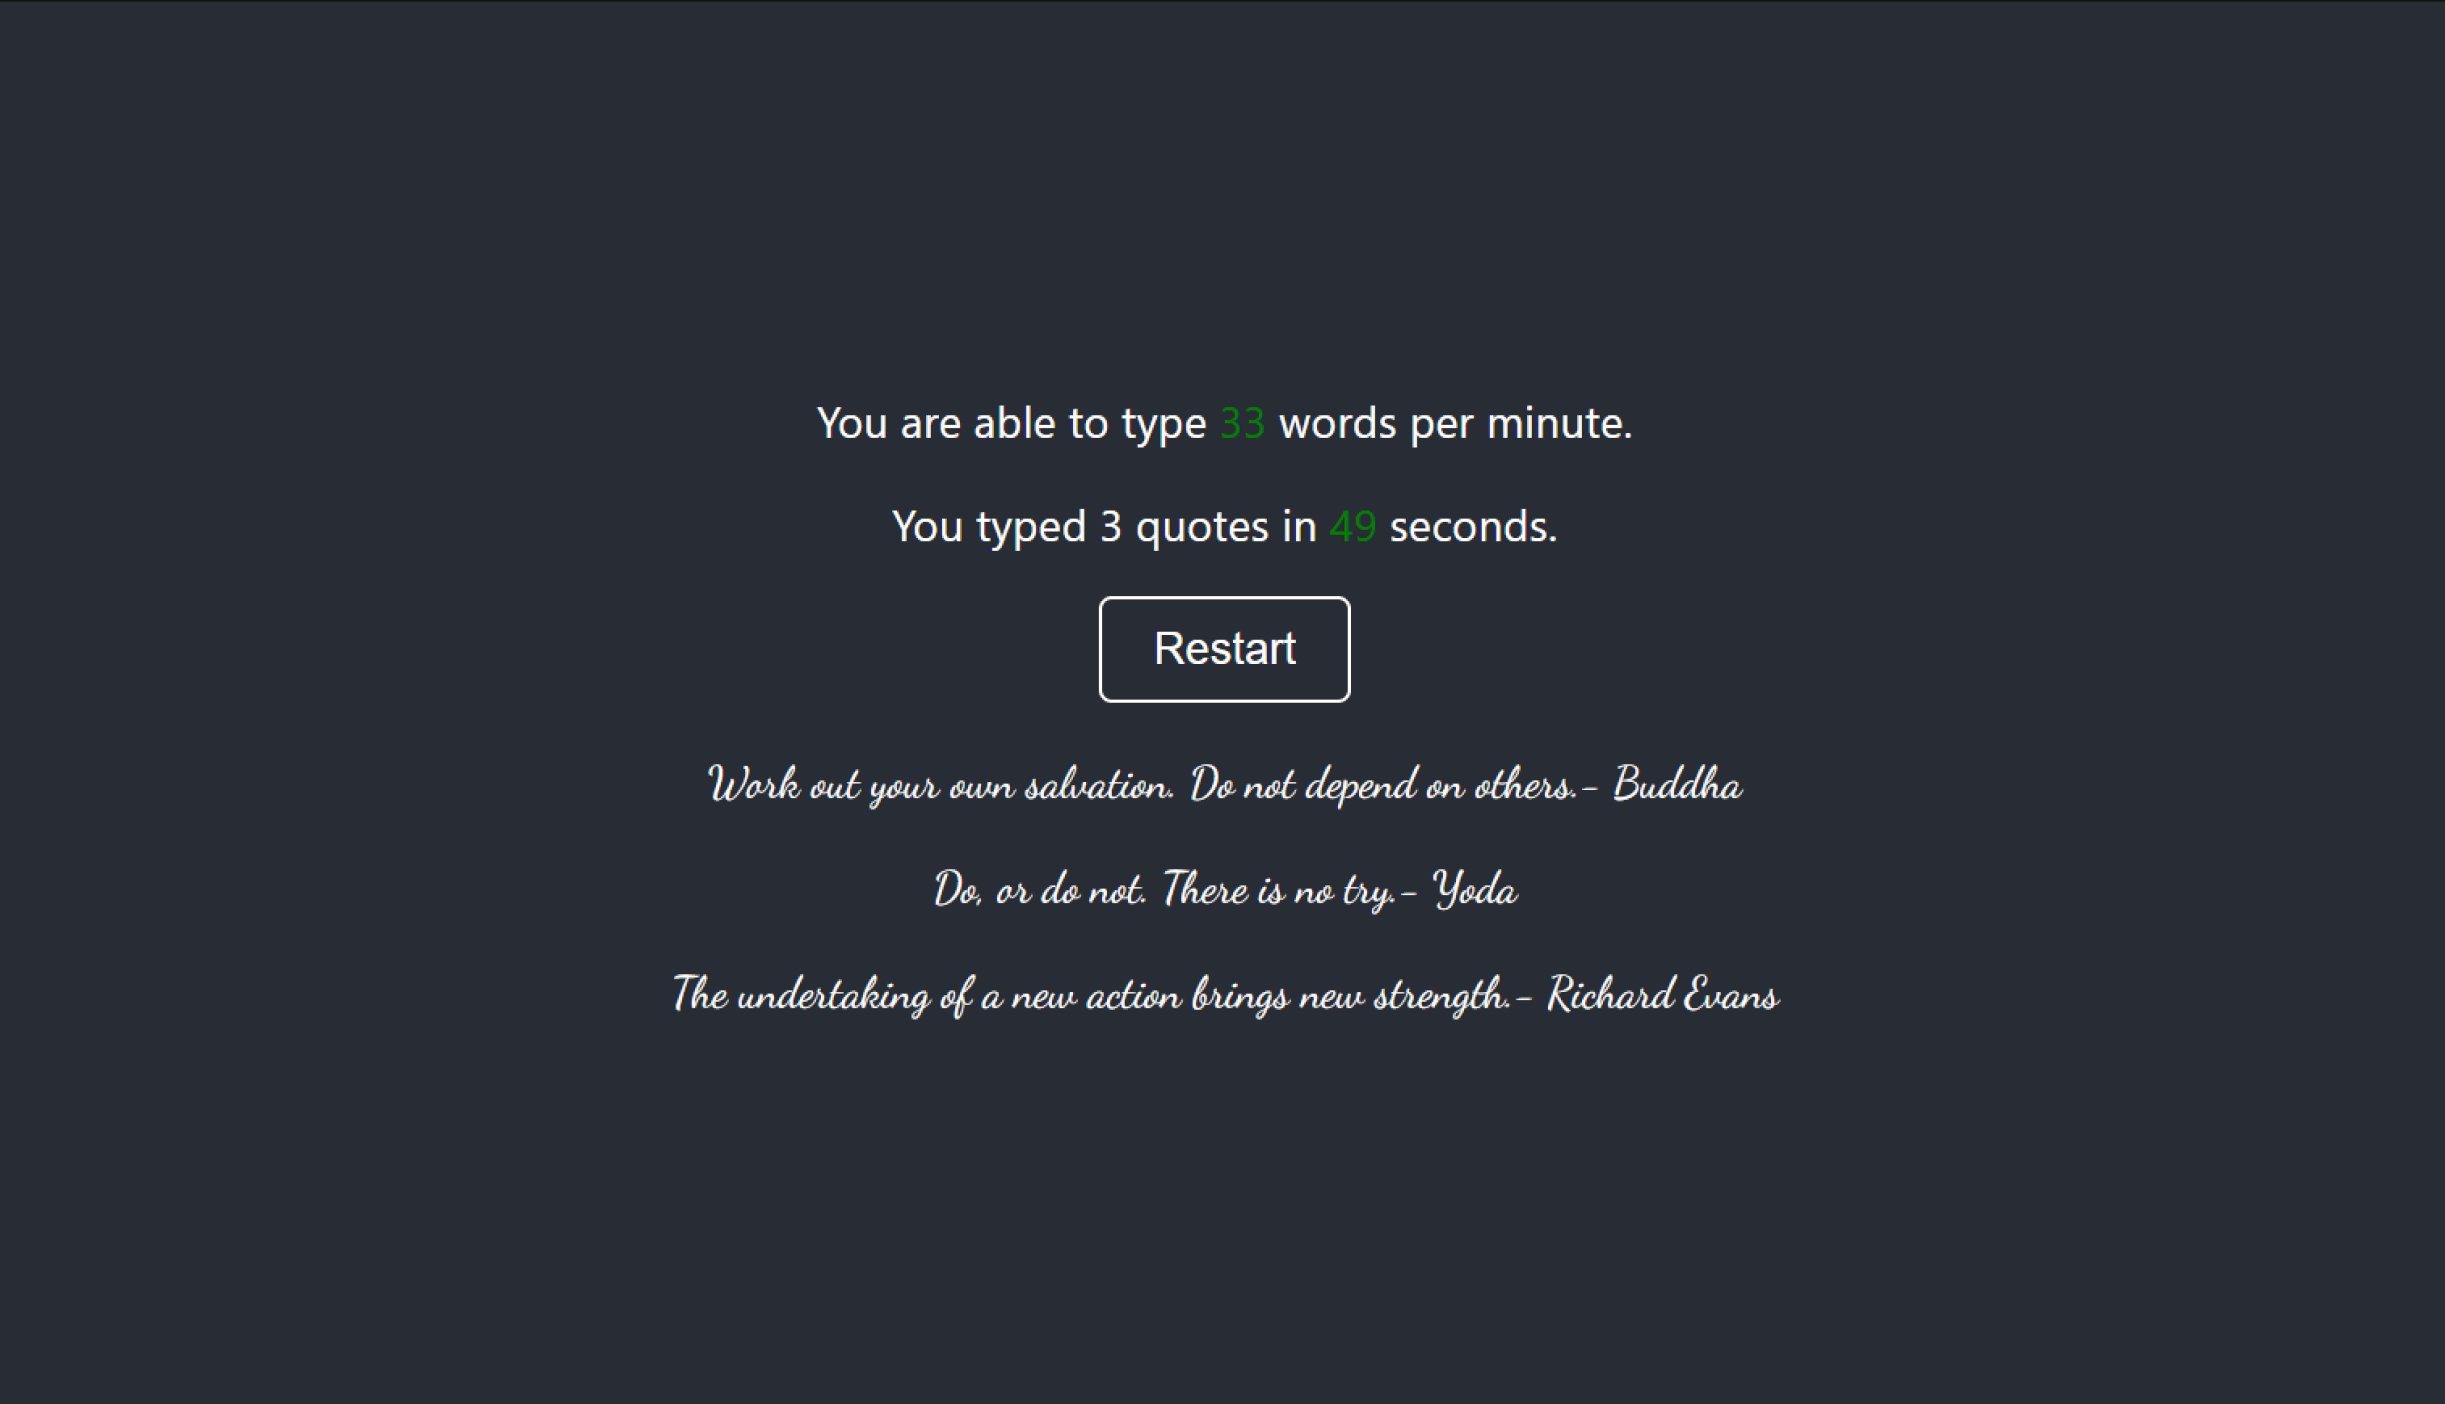 You are able to type 33 words per minute.
You typed 3 quotes in 49 seconds.
Restart
Work out your own salvation. Do not depend on others.- Buddha
Do, or do not. There is no try.- Yoda
The undertaking of a new action brings new strength.- Richard Evans